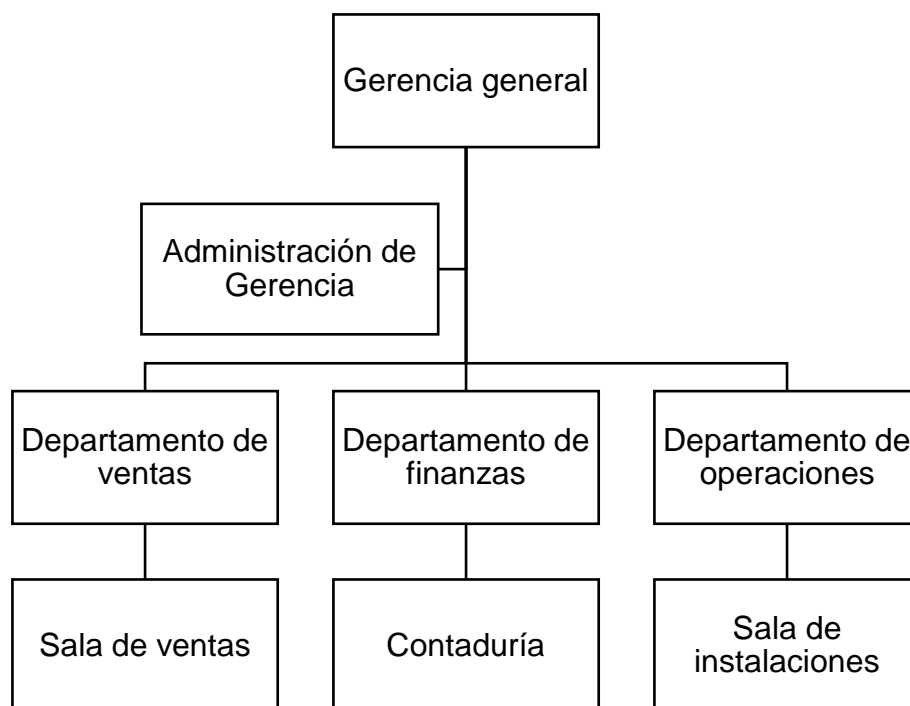 Gerencia general
Administración de
Gerencia
Departamento de
ventas
Departamento de
finanzas
Departamento de
operaciones
Sala de ventas
Contaduría
Sala de
instalaciones